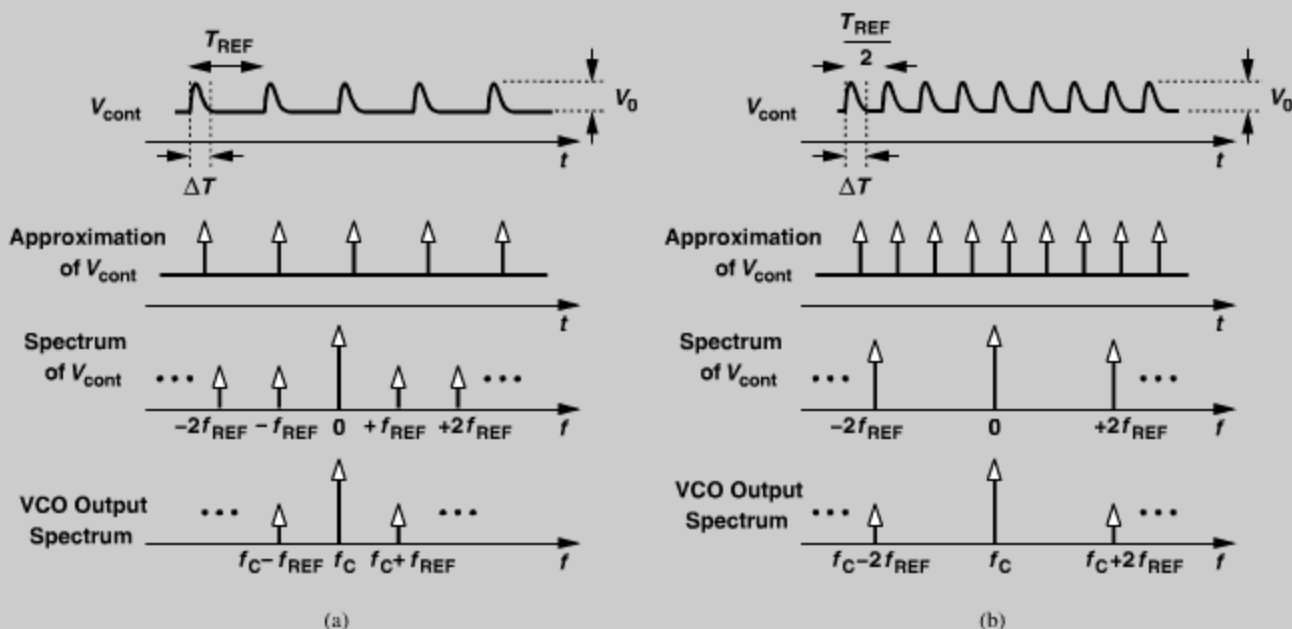 T_REF
V_cont
V_0
t
ΔT
Approximation
of V_cont
t
Spectrum
of V_cont
• • •
• • •
−2f_REF −f_REF 0 +f_REF +2f_REF f
VCO Output
Spectrum
• • •
• • •
f_C−f_REF f_C f_C+f_REF f
(a)
T_REF
2
V_cont
V_0
t
ΔT
Approximation
of V_cont
t
Spectrum
of V_cont
• • •
• • •
−2f_REF 0 +2f_REF f
VCO Output
Spectrum
• • •
• • •
f_C−2f_REF f_C f_C+2f_REF f
(b)